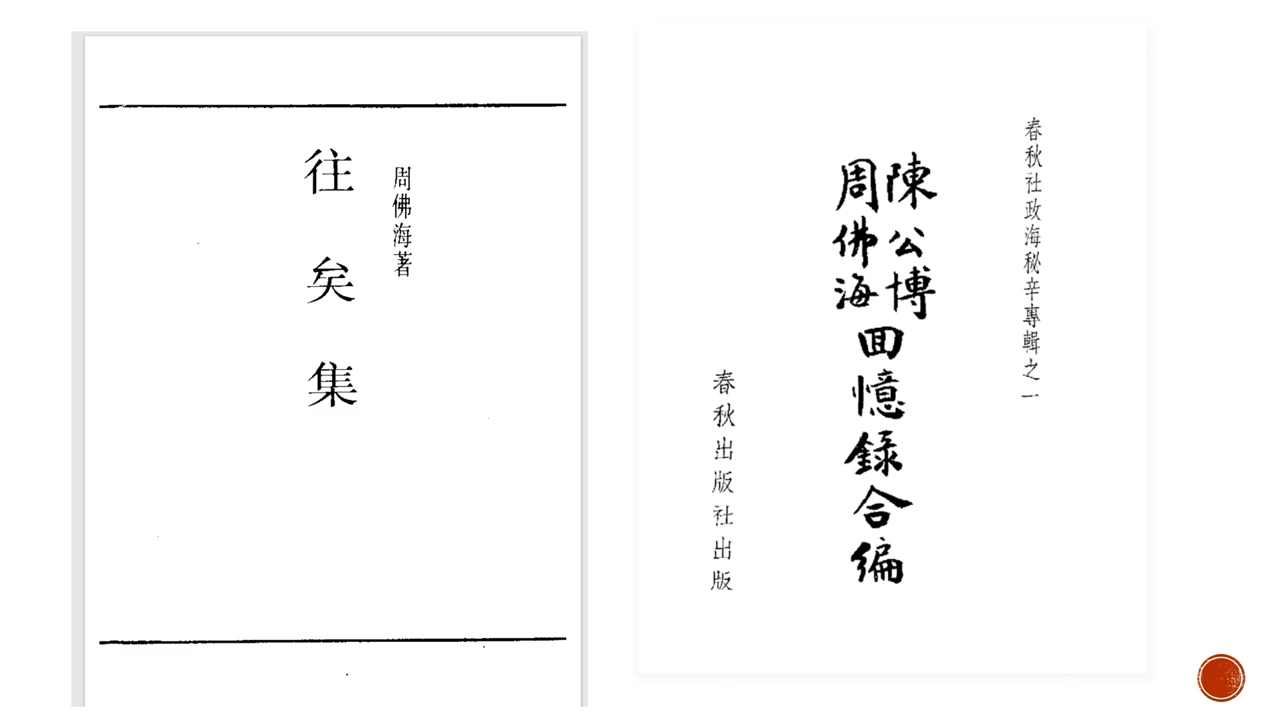 周佛海著
往矣集
春秋社政海秘辛專輯之一
陳公博
周佛海
回憶錄合編
春秋出版社出版